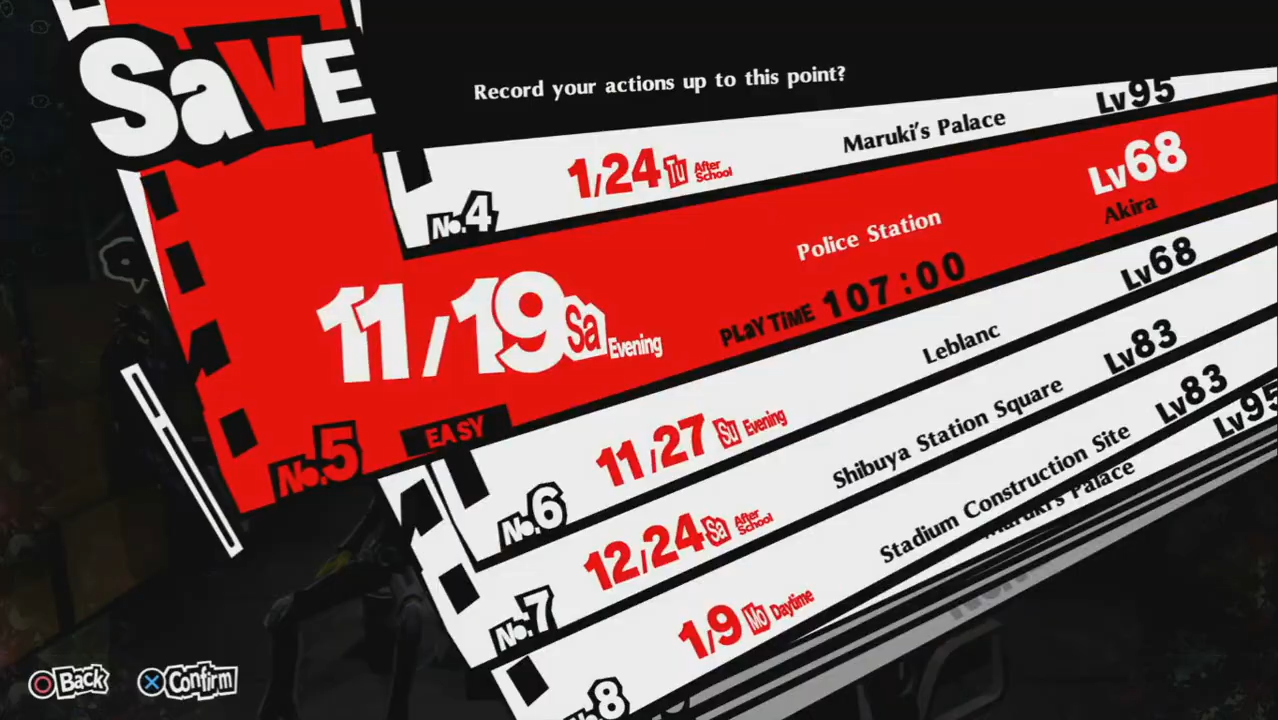 SaVE
Record your actions up to this point?
No.4 1/24 Tu After School Maruki's Palace Lv95
No.5 11/19 Sa Evening Police Station Lv68
PLaY TiME 107:00 Akira
EASY
No.6 11/27 Su Evening Leblanc Lv68
No.7 12/24 Sa After School Shibuya Station Square Lv83
No.8 1/9 Mo Daytime Stadium Construction Site Lv83
Maruki's Palace Lv95
Back Confirm